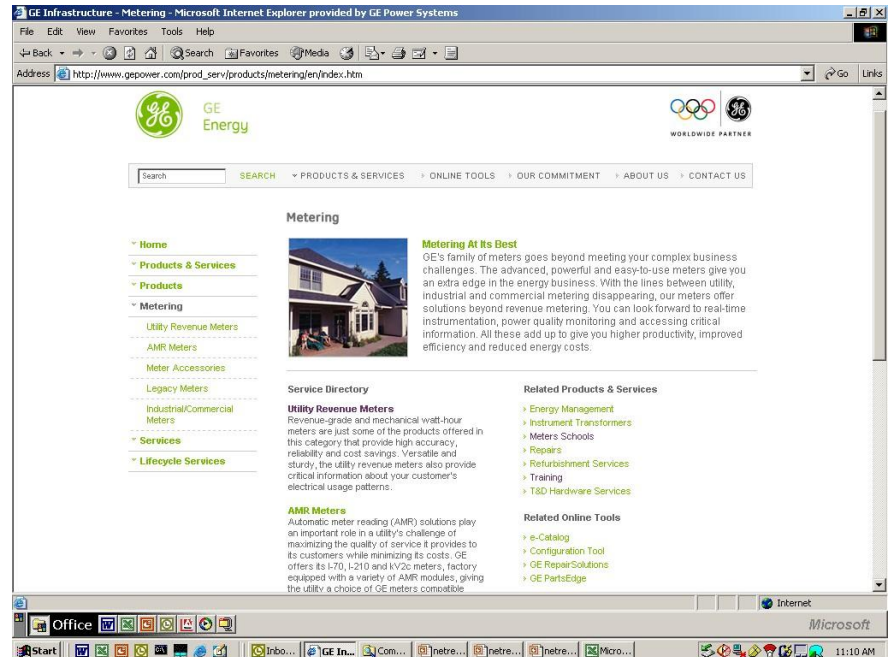 GE Infrastructure - Metering - Microsoft Internet Explorer provided by GE Power Systems
File Edit View Favorites Tools Help
Back Search Favorites Media
Address http://www.gepower.com/prod_serv/products/metering/en/index.htm Go Links
GE
Energy
WORLDWIDE PARTNER
Search SEARCH PRODUCTS & SERVICES ONLINE TOOLS OUR COMMITMENT ABOUT US CONTACT US
Metering
Home
Products & Services
Products
Metering
Utility Revenue Meters
AMR Meters
Meter Accessories
Legacy Meters
Industrial/Commercial
Meters
Services
Lifecycle Services
Metering At Its Best
GE's family of meters goes beyond meeting your complex business
challenges. The advanced, powerful and easy-to-use meters give you
an extra edge in the energy business. With the lines between utility,
industrial and commercial metering disappearing, our meters offer
solutions beyond revenue metering. You can look forward to real-time
instrumentation, power quality monitoring and accessing critical
information. All these add up to give you higher productivity, improved
efficiency and reduced energy costs.
Service Directory
Utility Revenue Meters
Revenue-grade and mechanical watt-hour
meters are just some of the products offered in
this category that provide high accuracy,
reliability and cost savings. Versatile and
sturdy, the utility revenue meters also provide
critical information about your customer's
electrical usage patterns.
AMR Meters
Automatic meter reading (AMR) solutions play
an important role in a utility's challenge of
maximizing the quality of service it provides to
its customers while minimizing its costs. GE
offers its I-70, I-210 and kV2c meters, factory
equipped with a variety of AMR modules, giving
the utility a choice of GE meters compatible
Related Products & Services
Energy Management
Instrument Transformers
Meters Schools
Repairs
Refurbishment Services
Training
T&D Hardware Services
Related Online Tools
e-Catalog
Configuration Tool
GE RepairSolutions
GE PartsEdge
Internet
Office Microsoft
Start Inbo... GE In... Com... netre... netre... netre... Micro... 11:10 AM